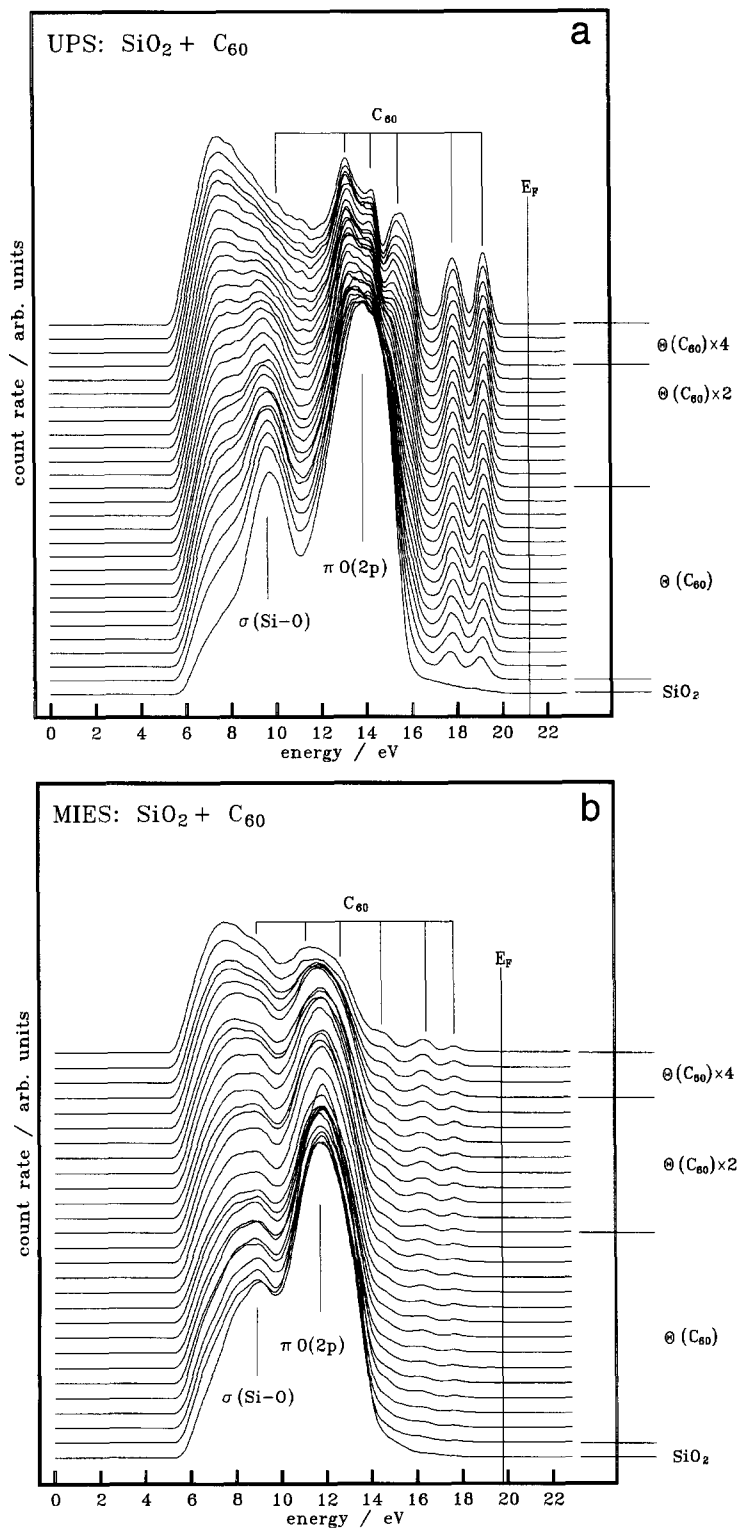 a
UPS: SiO₂ + C₆₀
C₆₀
E_F
Θ(C₆₀)×4
Θ(C₆₀)×2
Θ(C₆₀)
SiO₂
π O(2p)
σ(Si-O)
count rate / arb. units
0 2 4 6 8 10 12 14 16 18 20 22
energy / eV
b
MIES: SiO₂ + C₆₀
C₆₀
E_F
Θ(C₆₀)×4
Θ(C₆₀)×2
Θ(C₆₀)
SiO₂
π O(2p)
σ(Si-O)
count rate / arb. units
0 2 4 6 8 10 12 14 16 18 20 22
energy / eV